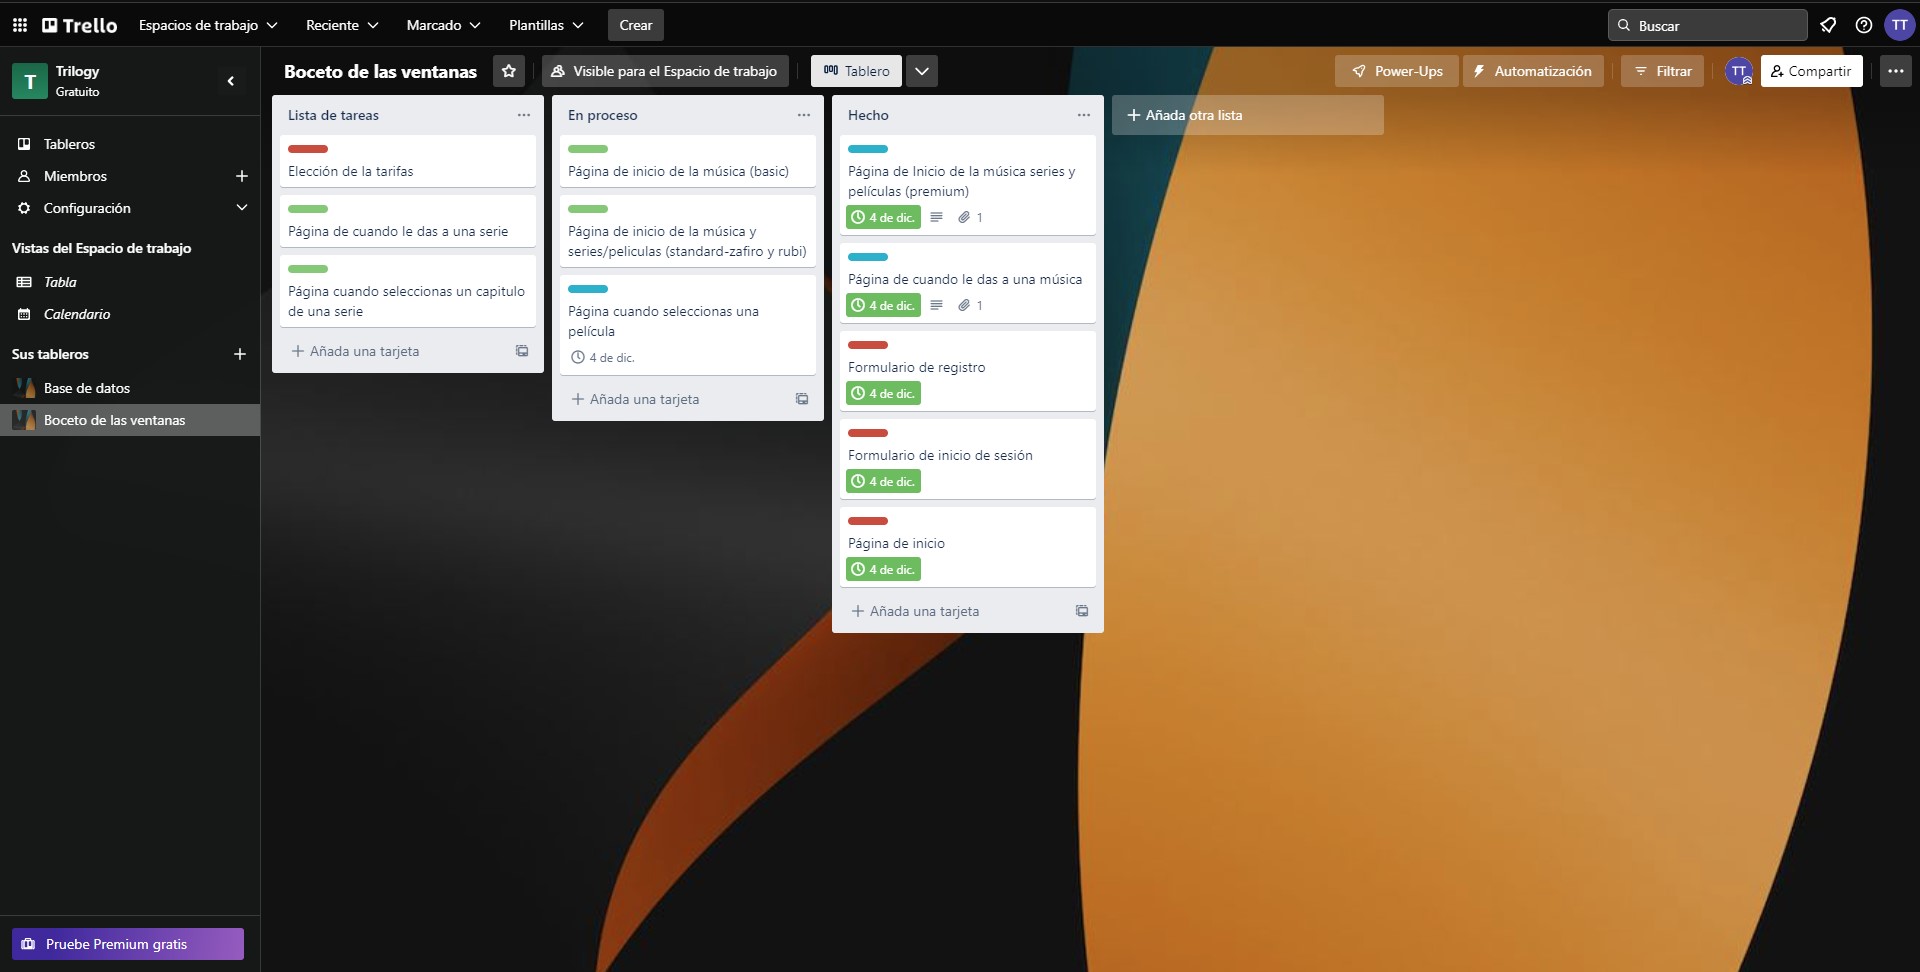 Trello
Espacios de trabajo
Reciente
Marcado
Plantillas
Crear
Buscar
TT
T
Trilogy
Gratuito
Boceto de las ventanas
Visible para el Espacio de trabajo
Tablero
Power-Ups
Automatización
Filtrar
TT
Compartir
Tableros
Miembros
Configuración
Vistas del Espacio de trabajo
Tabla
Calendario
Sus tableros
Base de datos
Boceto de las ventanas
Pruebe Premium gratis
Lista de tareas
Elección de la tarifas
Página de cuando le das a una serie
Página cuando seleccionas un capitulo
de una serie
Añada una tarjeta
En proceso
Página de inicio de la música (basic)
Página de inicio de la música y
series/peliculas (standard-zafiro y rubi)
Página cuando seleccionas una
película
4 de dic.
Añada una tarjeta
Hecho
Página de Inicio de la música series y
películas (premium)
4 de dic. 1
Página de cuando le das a una música
4 de dic. 1
Formulario de registro
4 de dic.
Formulario de inicio de sesión
4 de dic.
Página de inicio
4 de dic.
Añada una tarjeta
Añada otra lista